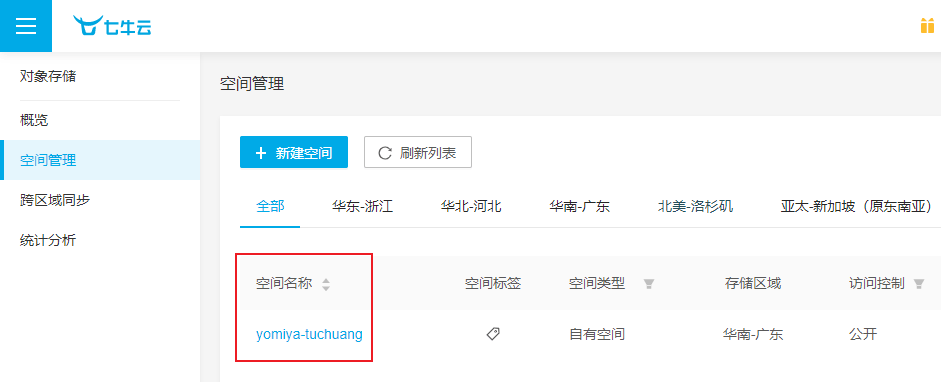 七牛云
对象存储
概览
空间管理
跨区域同步
统计分析
空间管理
新建空间 刷新列表
全部 华东-浙江 华北-河北 华南-广东 北美-洛杉矶 亚太-新加坡（原东南亚）
空间名称 空间标签 空间类型 存储区域 访问控制
yomiya-tuchuang 自有空间 华南-广东 公开